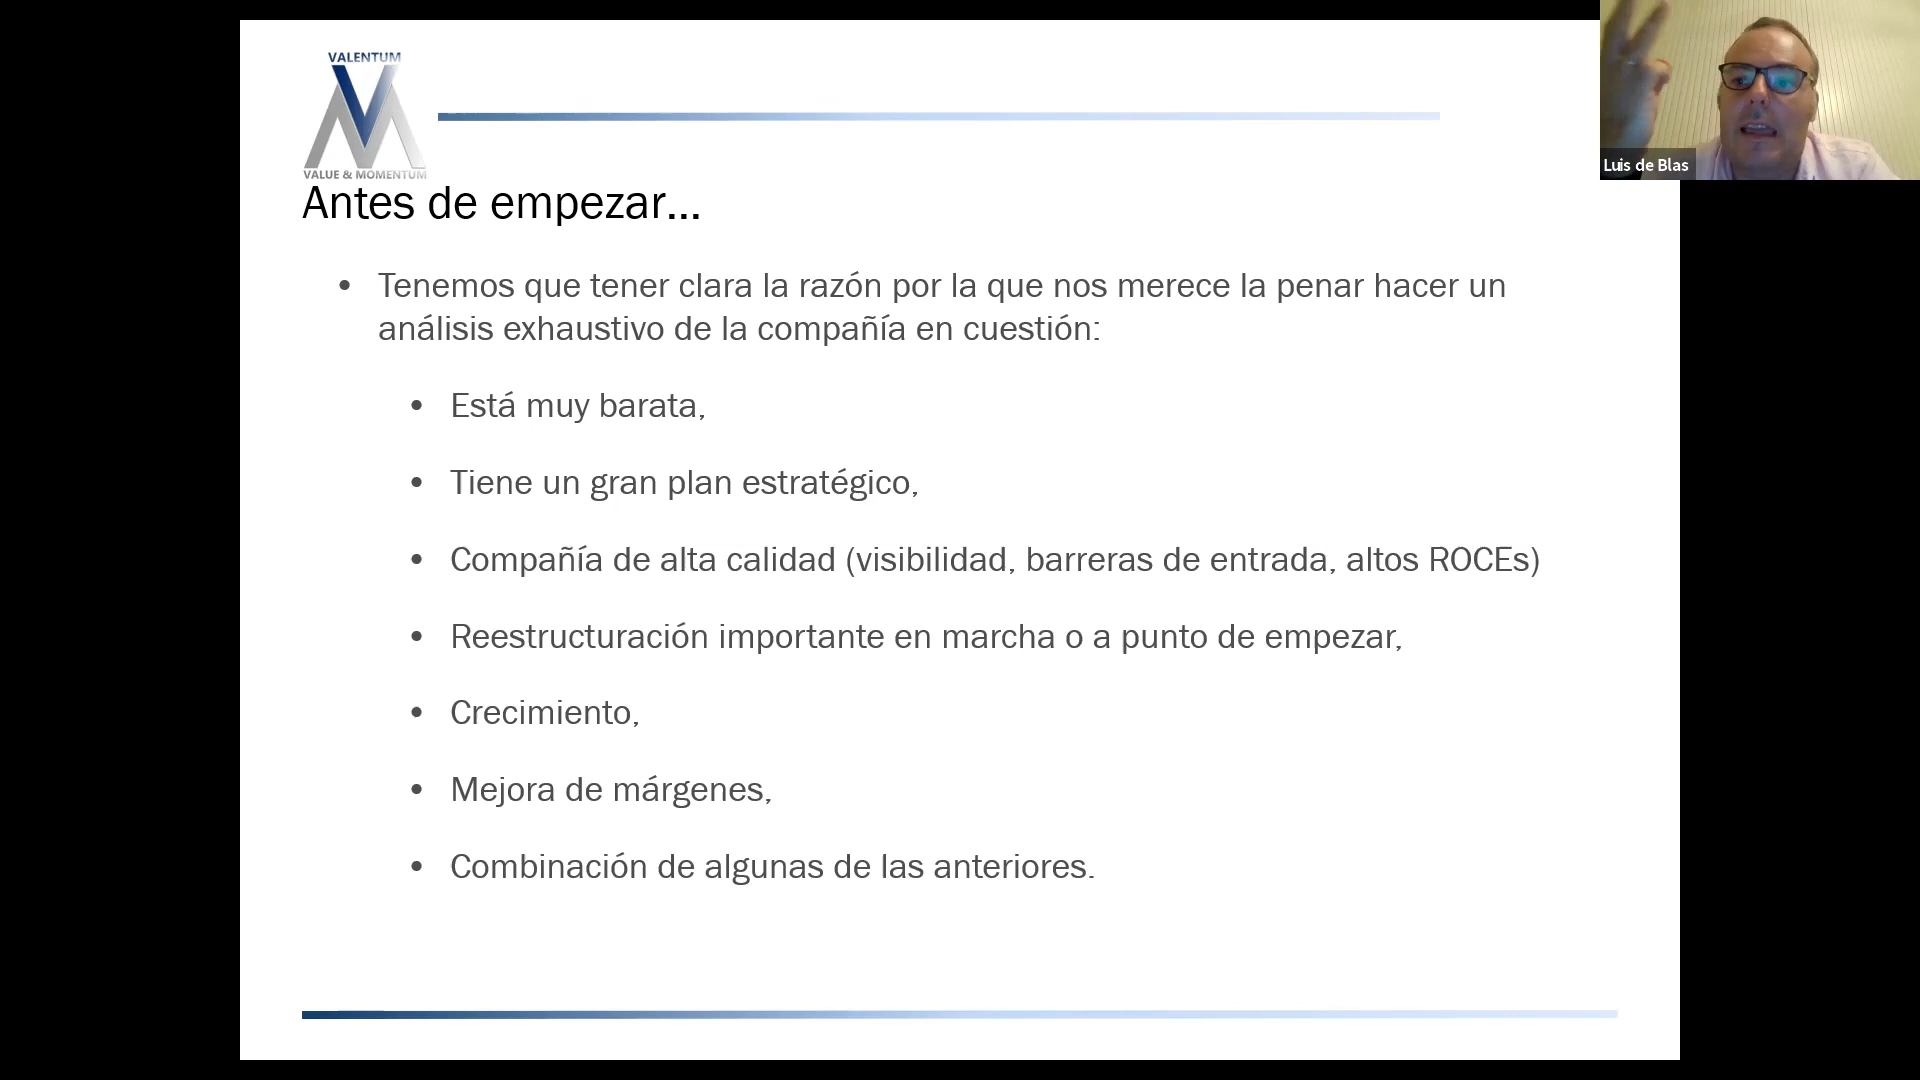 VALENTUM
VALUE & MOMENTUM
Antes de empezar...
• Tenemos que tener clara la razón por la que nos merece la penar hacer un
análisis exhaustivo de la compañía en cuestión:
• Está muy barata,
• Tiene un gran plan estratégico,
• Compañía de alta calidad (visibilidad, barreras de entrada, altos ROCEs)
• Reestructuración importante en marcha o a punto de empezar,
• Crecimiento,
• Mejora de márgenes,
• Combinación de algunas de las anteriores.
Luis de Blas